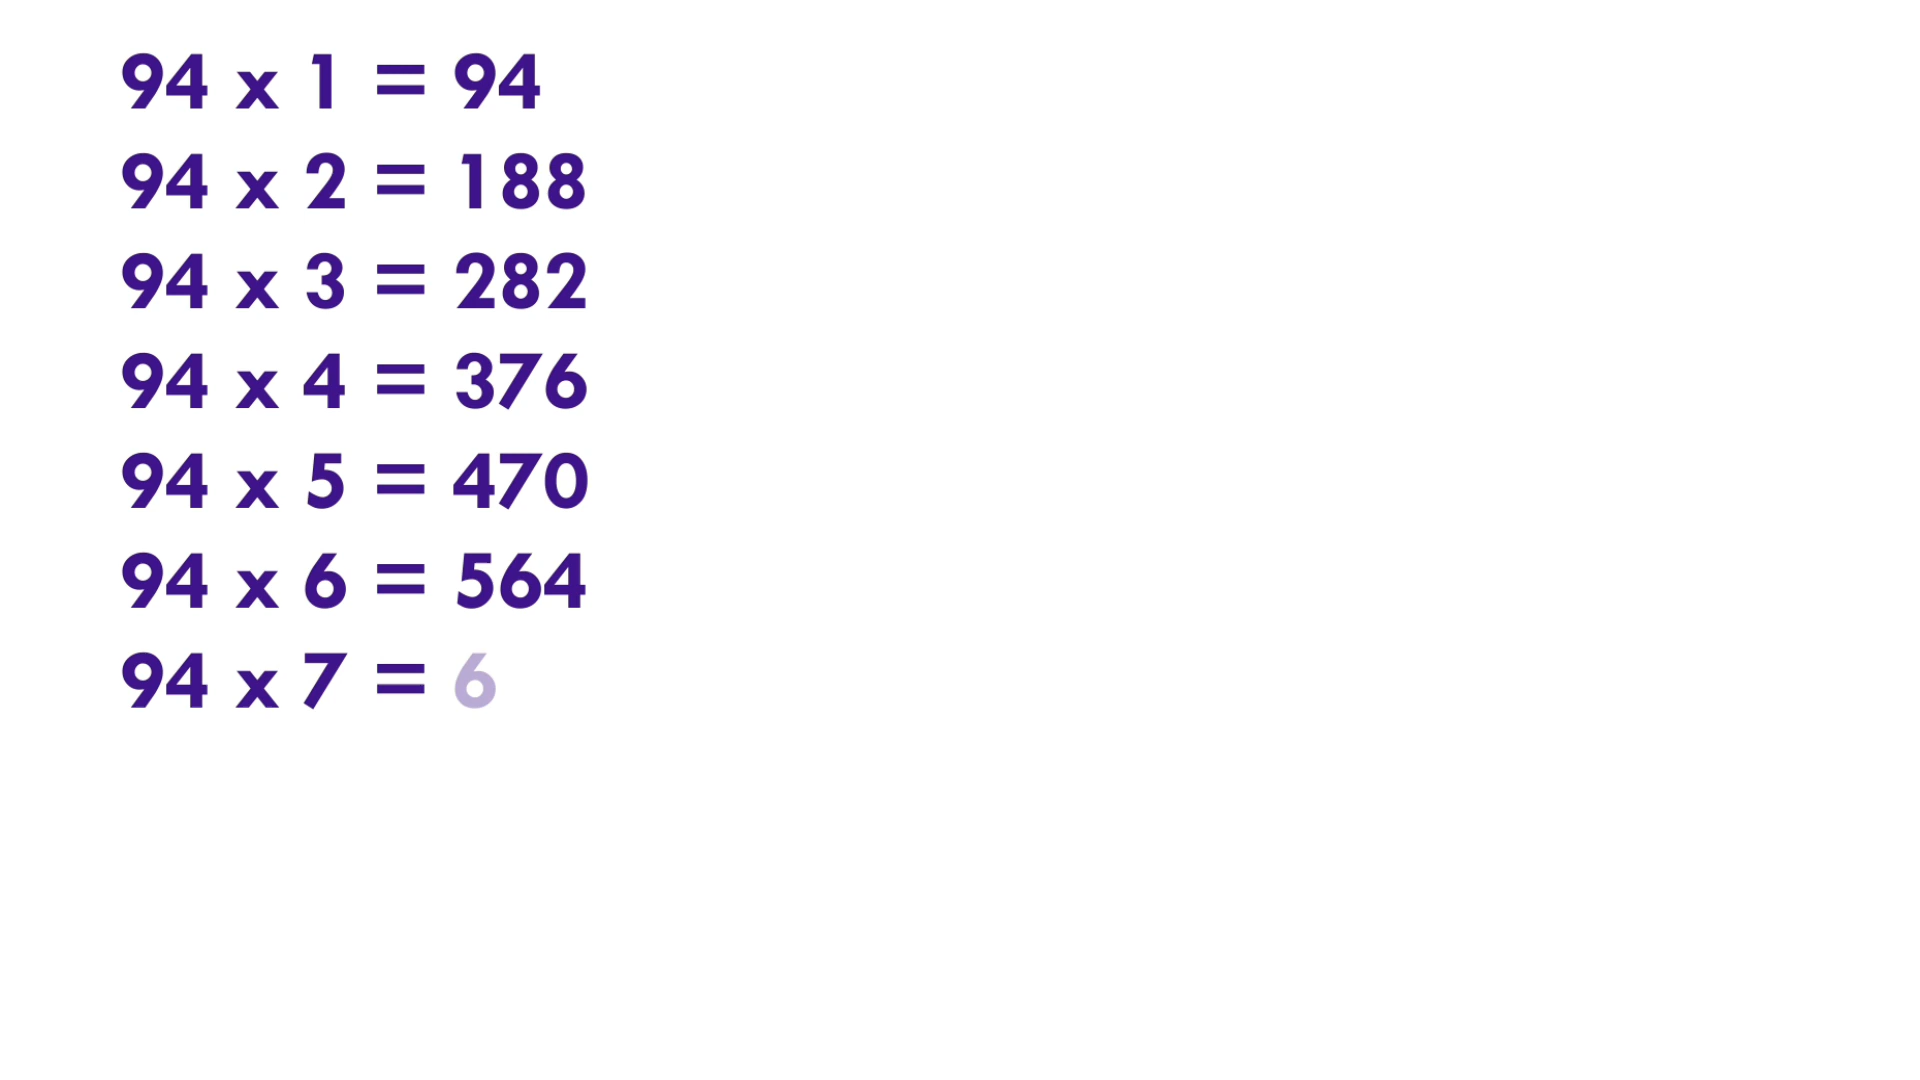 94 x 1 = 94
94 x 2 = 188
94 x 3 = 282
94 x 4 = 376
94 x 5 = 470
94 x 6 = 564
94 x 7 = 6